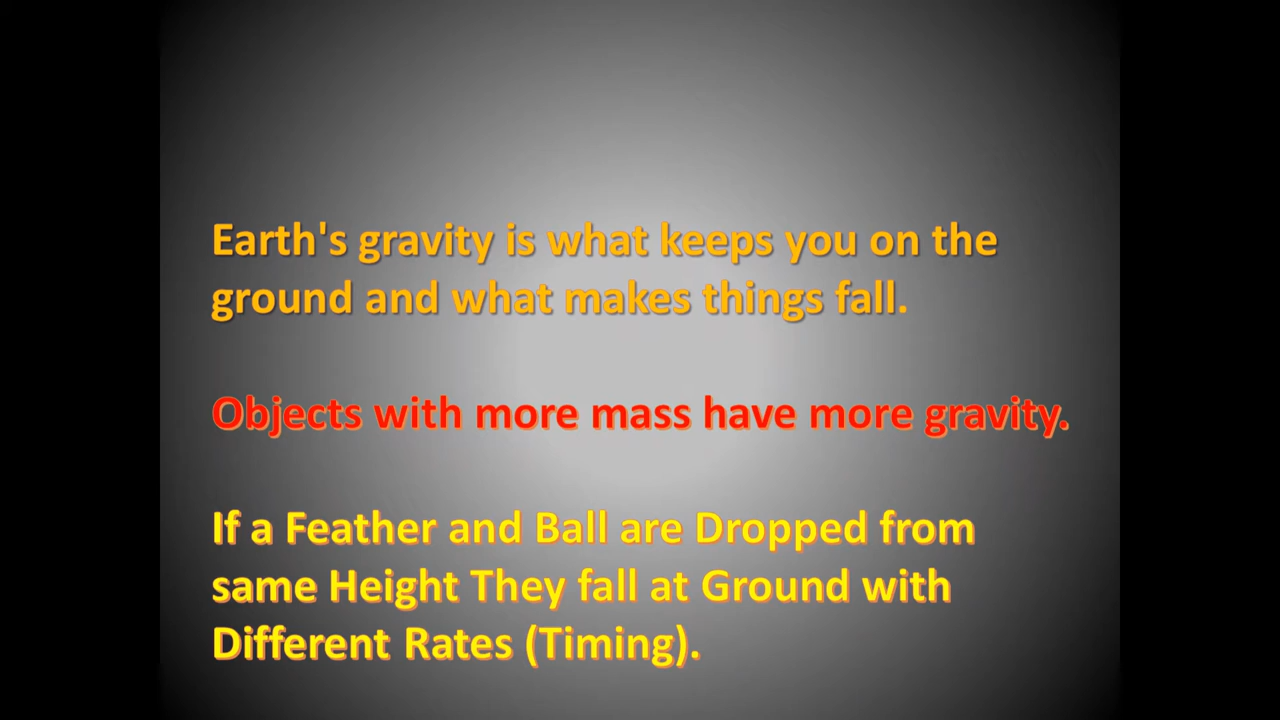 Earth's gravity is what keeps you on the
ground and what makes things fall.
Objects with more mass have more gravity.
If a Feather and Ball are Dropped from
same Height They fall at Ground with
Different Rates (Timing).